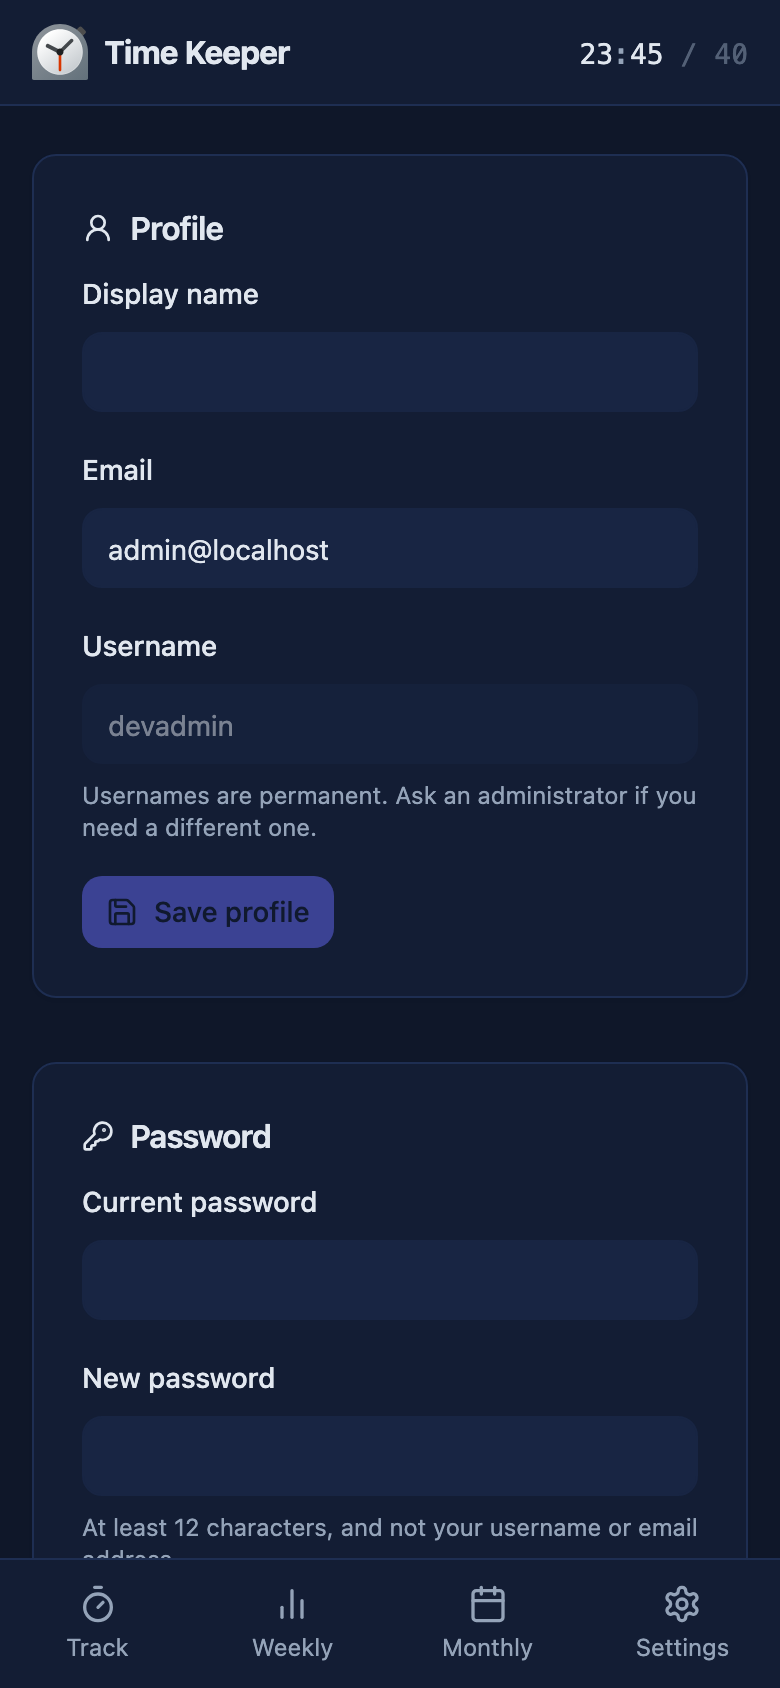 Time Keeper
23:45 / 40
Profile
Display name
Email
admin@localhost
Username
devadmin
Usernames are permanent. Ask an administrator if you
need a different one.
Save profile
Password
Current password
New password
At least 12 characters, and not your username or email
address.
Track
Weekly
Monthly
Settings